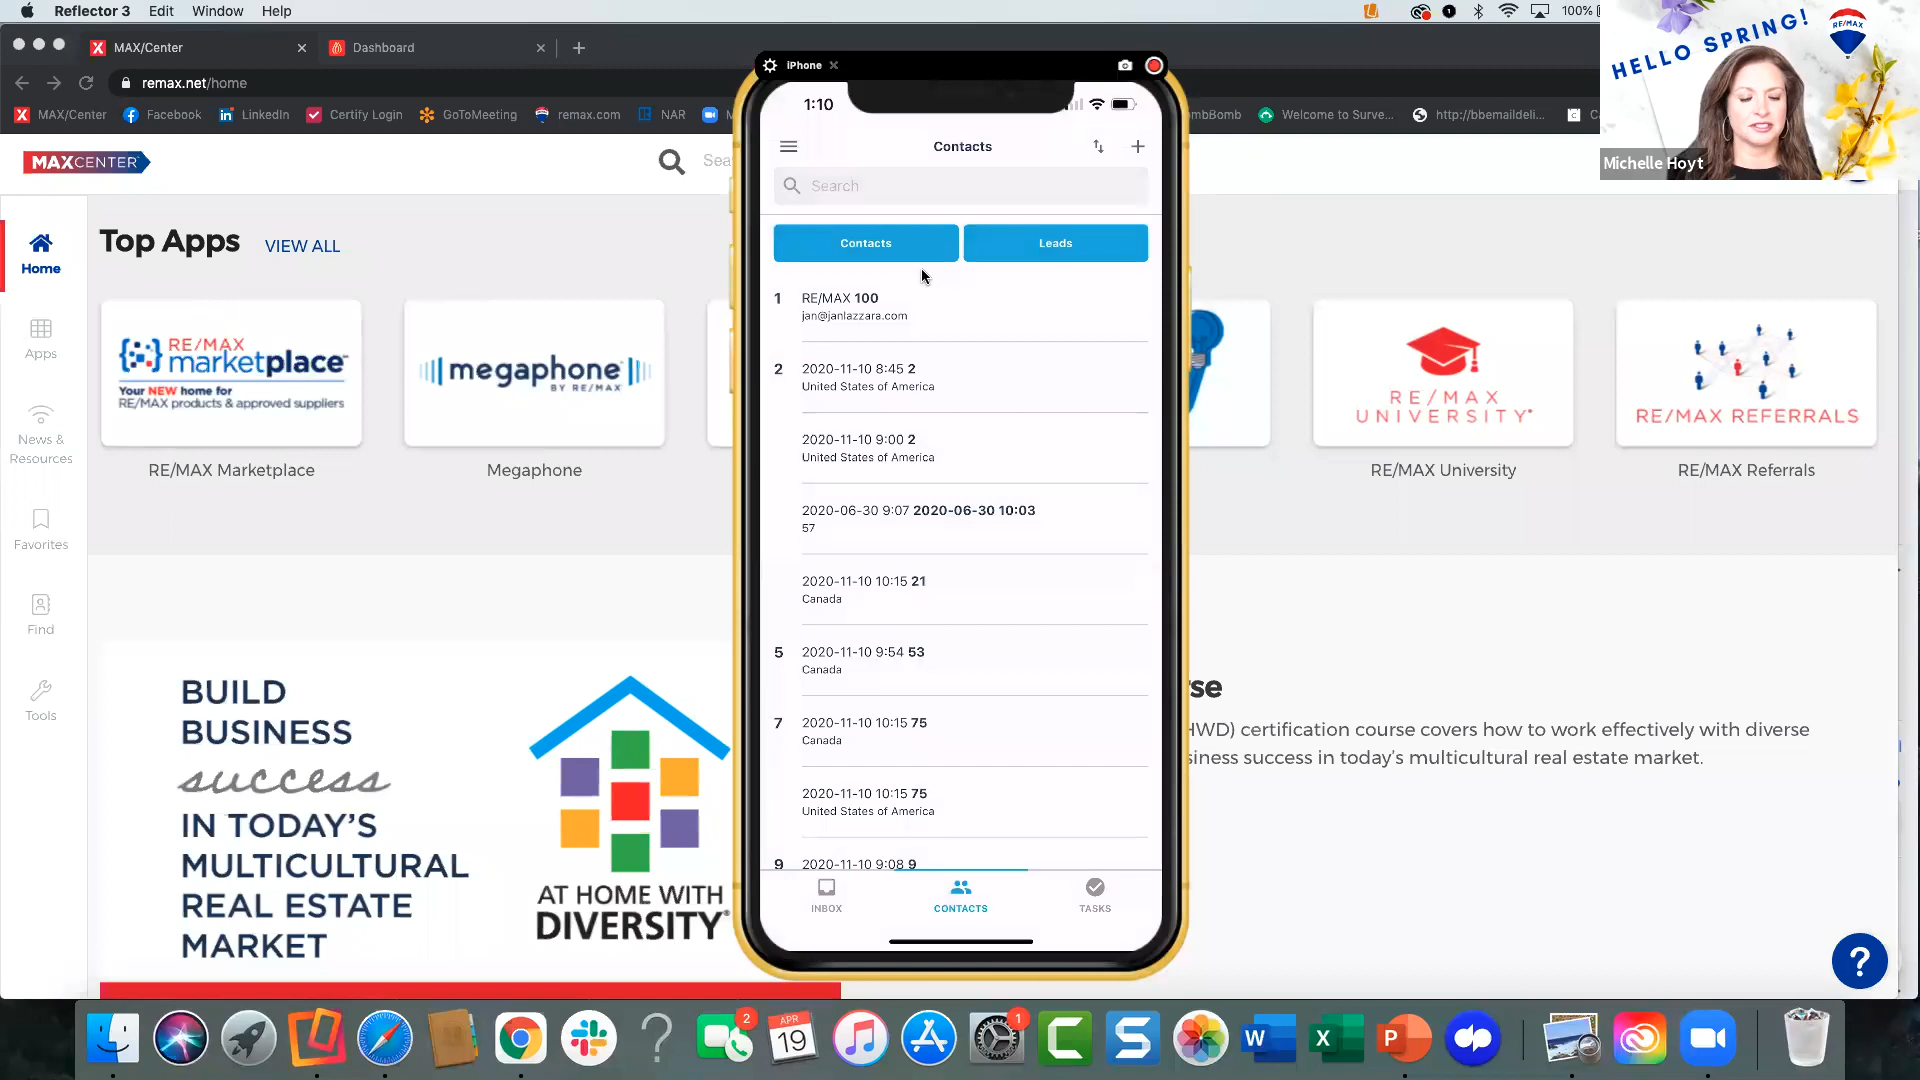 Reflector 3 Edit Window Help
100%
MAX/Center
Dashboard
remax.net/home
MAX/Center Facebook LinkedIn Certify Login GoToMeeting remax.com NAR
Welcome to Surve... http://bbemaildeli...
HELLO SPRING!
RE/MAX
Michelle Hoyt
MAXCENTER
Top Apps
VIEW ALL
Home
Apps
News &
Resources
Favorites
Find
Tools
RE/MAX
marketplace
Your NEW home for
RE/MAX products & approved suppliers
RE/MAX Marketplace
megaphone
BY RE/MAX
Megaphone
RE/MAX
UNIVERSITY
RE/MAX University
RE/MAX REFERRALS
RE/MAX Referrals
BUILD
BUSINESS
success
IN TODAY'S
MULTICULTURAL
REAL ESTATE
MARKET
AT HOME WITH
DIVERSITY®
HWD) certification course covers how to work effectively with diverse
siness success in today's multicultural real estate market.
iPhone
1:10
Contacts
Search
Contacts
Leads
1
RE/MAX 100
jan@janlazzara.com
2
2020-11-10 8:45 2
United States of America
2020-11-10 9:00 2
United States of America
2020-06-30 9:07 2020-06-30 10:03
57
2020-11-10 10:15 21
Canada
5
2020-11-10 9:54 53
Canada
7
2020-11-10 10:15 75
Canada
2020-11-10 10:15 75
United States of America
9
2020-11-10 9:08 9
INBOX
CONTACTS
TASKS
?
2
APR
19
1
C
S
W
X
P